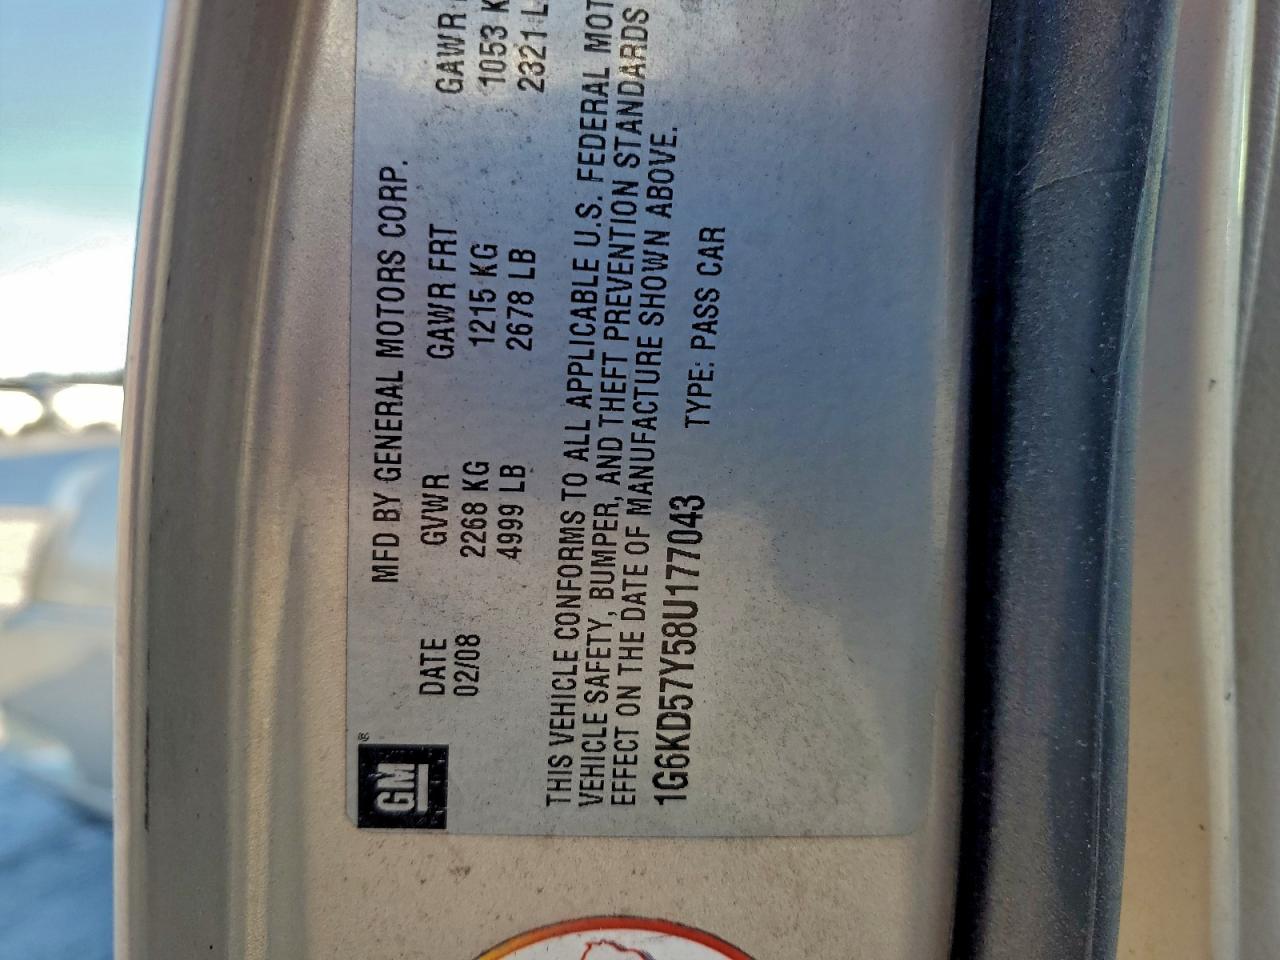 GM ®
MFD BY GENERAL MOTORS CORP.
DATE GVWR GAWR FRT GAWR
02/08 2268 KG 1215 KG 1053 K
4999 LB 2678 LB 2321 L
THIS VEHICLE CONFORMS TO ALL APPLICABLE U.S. FEDERAL MOT
VEHICLE SAFETY, BUMPER, AND THEFT PREVENTION STANDARDS
EFFECT ON THE DATE OF MANUFACTURE SHOWN ABOVE.
1G6KD57Y58U177043 TYPE: PASS CAR